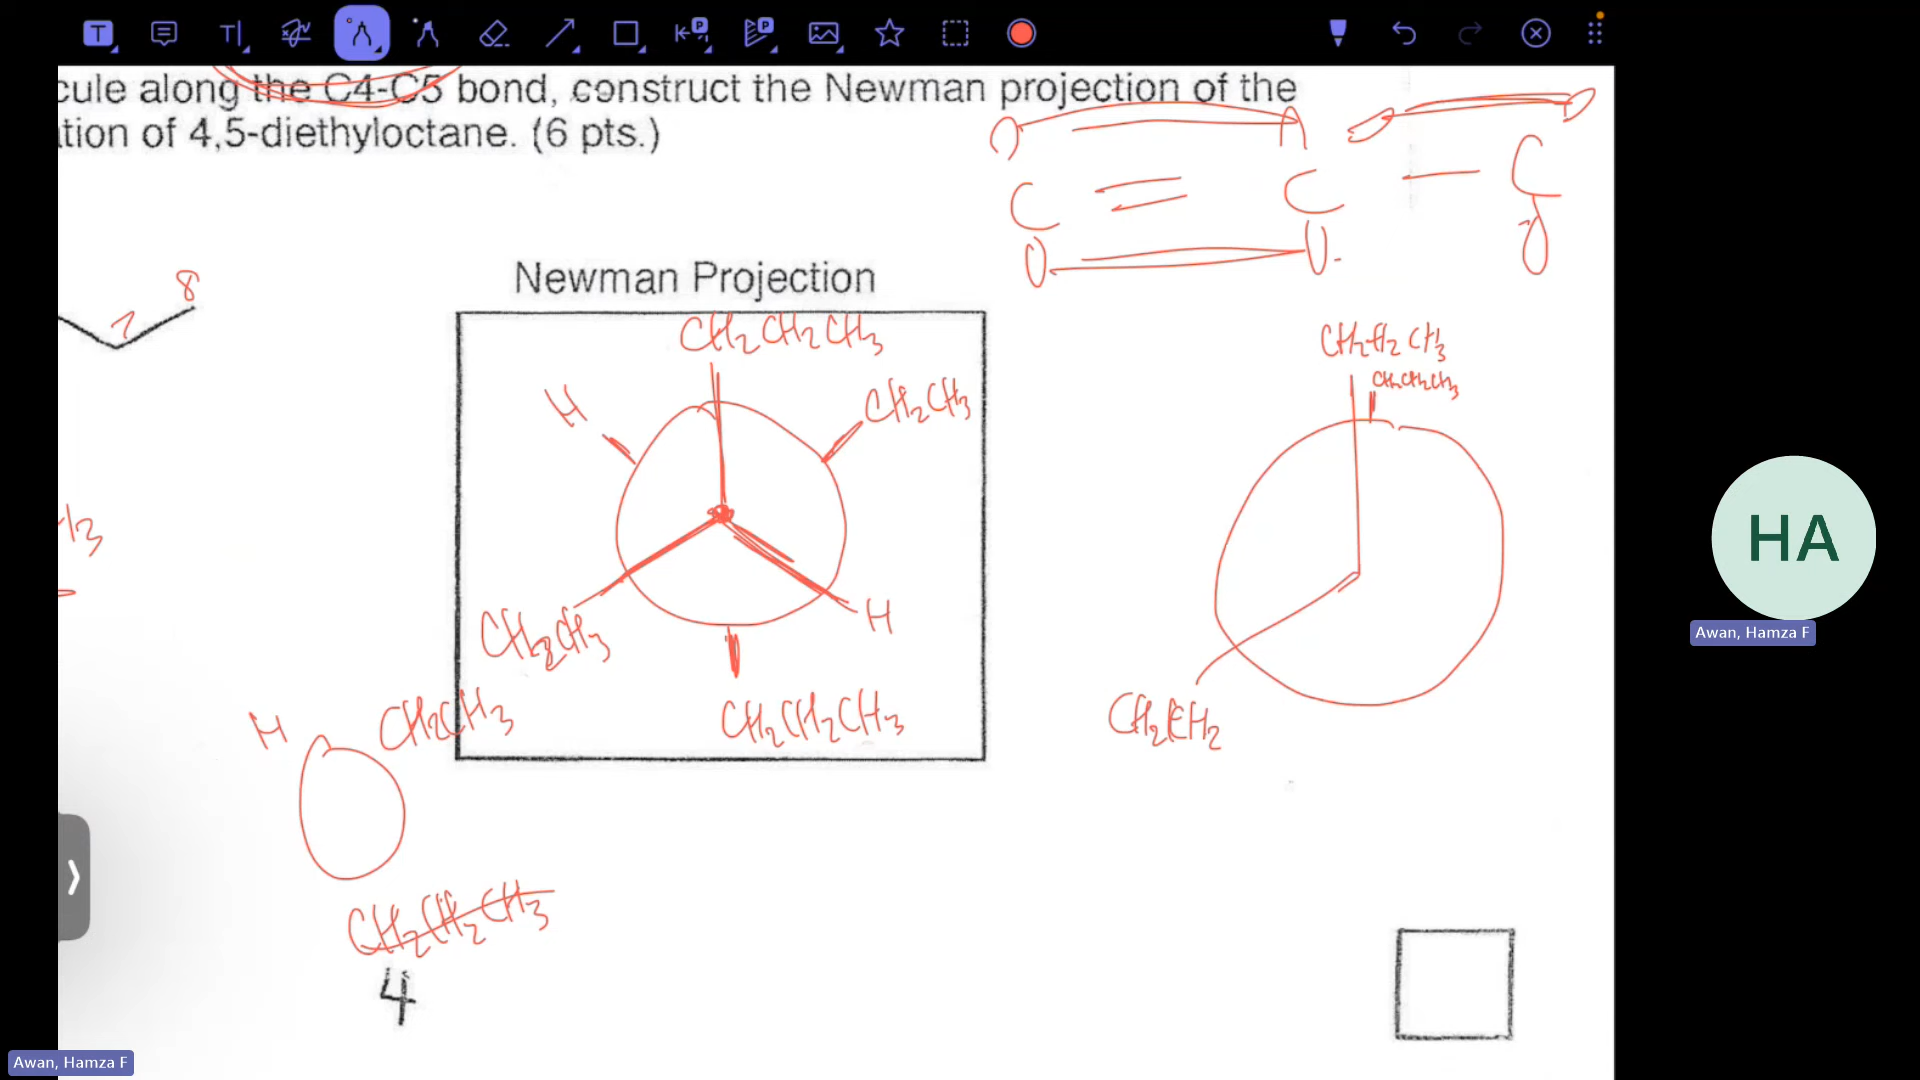 cule along the C4-C5 bond, construct the Newman projection of the
tion of 4,5-diethyloctane. (6 pts.)
C = C — C
8
7
Newman Projection
CH2CH2CH3
H
CH2CH3
CH2CH3
H
CH2CH2CH3
CH2CH2CH3
CH2CH2CH3
CH2CH2
H
CH2CH3
CH2CH2CH3
4
HA
Awan, Hamza F
Awan, Hamza F